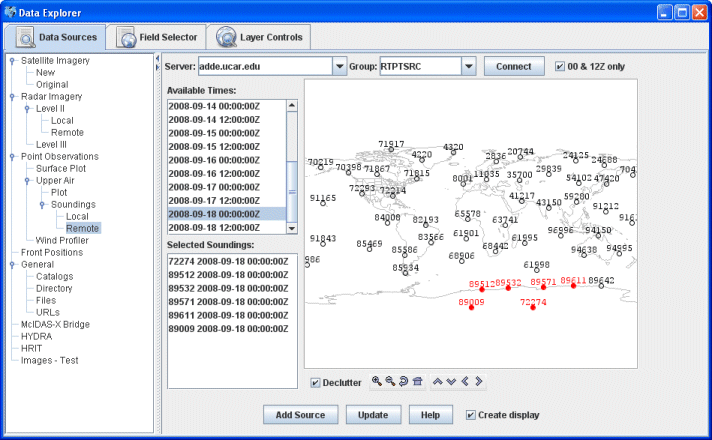 Data Explorer
Data Sources
Field Selector
Layer Controls
Satellite Imagery
New
Original
Radar Imagery
Level II
Local
Remote
Level III
Point Observations
Surface Plot
Upper Air
Plot
Soundings
Local
Remote
Wind Profiler
Front Positions
General
Catalogs
Directory
Files
URLs
McIDAS-X Bridge
HYDRA
HRIT
Images - Test
Server: adde.ucar.edu Group: RTPTSRC Connect 00 & 12Z only
Available Times:
2008-09-14 00:00:00Z
2008-09-14 12:00:00Z
2008-09-15 00:00:00Z
2008-09-15 12:00:00Z
2008-09-16 00:00:00Z
2008-09-16 12:00:00Z
2008-09-17 00:00:00Z
2008-09-17 12:00:00Z
2008-09-18 00:00:00Z
2008-09-18 12:00:00Z
Selected Soundings:
72274 2008-09-18 00:00:00Z
89512 2008-09-18 00:00:00Z
89532 2008-09-18 00:00:00Z
89571 2008-09-18 00:00:00Z
89611 2008-09-18 00:00:00Z
89009 2008-09-18 00:00:00Z
71917 4220 4320 2836 20744 24125 24688
70219 70398 71867 71815 8001 11035 35700 29839 54102 47420
72293 72214 41217 43150 59280
91165 84008 82193 65578 63741 91212
91843 85469 83566 61901 61995 96996 94150
85586 68442 94638 94995
986 85934 68906 61998
89512 89532 89571 89611 89642
89009 72274
Declutter
Add Source Update Help Create display